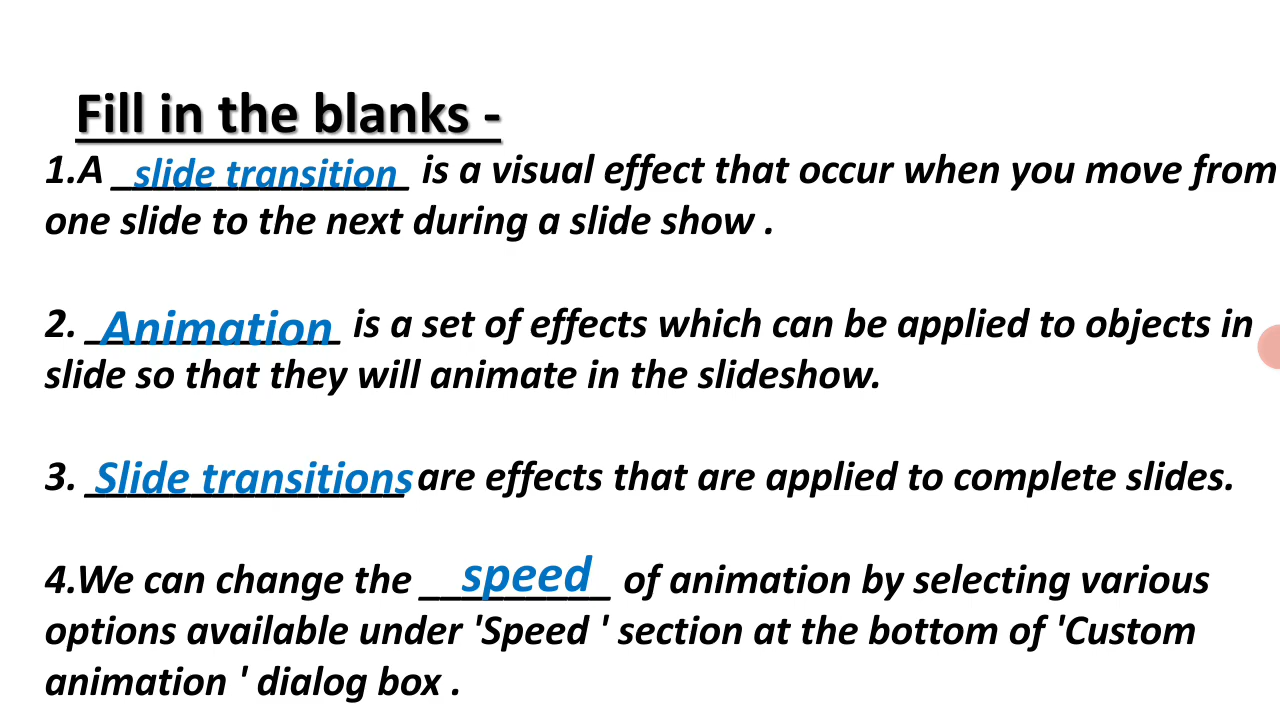 Fill in the blanks -
1.A slide transition is a visual effect that occur when you move from
one slide to the next during a slide show .
2. Animation is a set of effects which can be applied to objects in
slide so that they will animate in the slideshow.
3. Slide transitions are effects that are applied to complete slides.
4.We can change the speed of animation by selecting various
options available under 'Speed ' section at the bottom of 'Custom
animation ' dialog box .